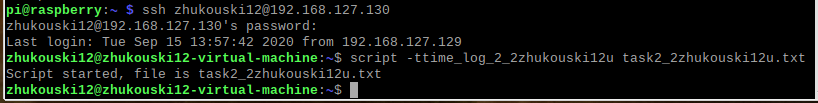 pi@raspberry:~ $ ssh zhukouski12@192.168.127.130
zhukouski12@192.168.127.130's password:
Last login: Tue Sep 15 13:57:42 2020 from 192.168.127.129
zhukouski12@zhukouski12-virtual-machine:~$ script -ttime_log_2_2zhukouski12u task2_2zhukouski12u.txt
Script started, file is task2_2zhukouski12u.txt
zhukouski12@zhukouski12-virtual-machine:~$